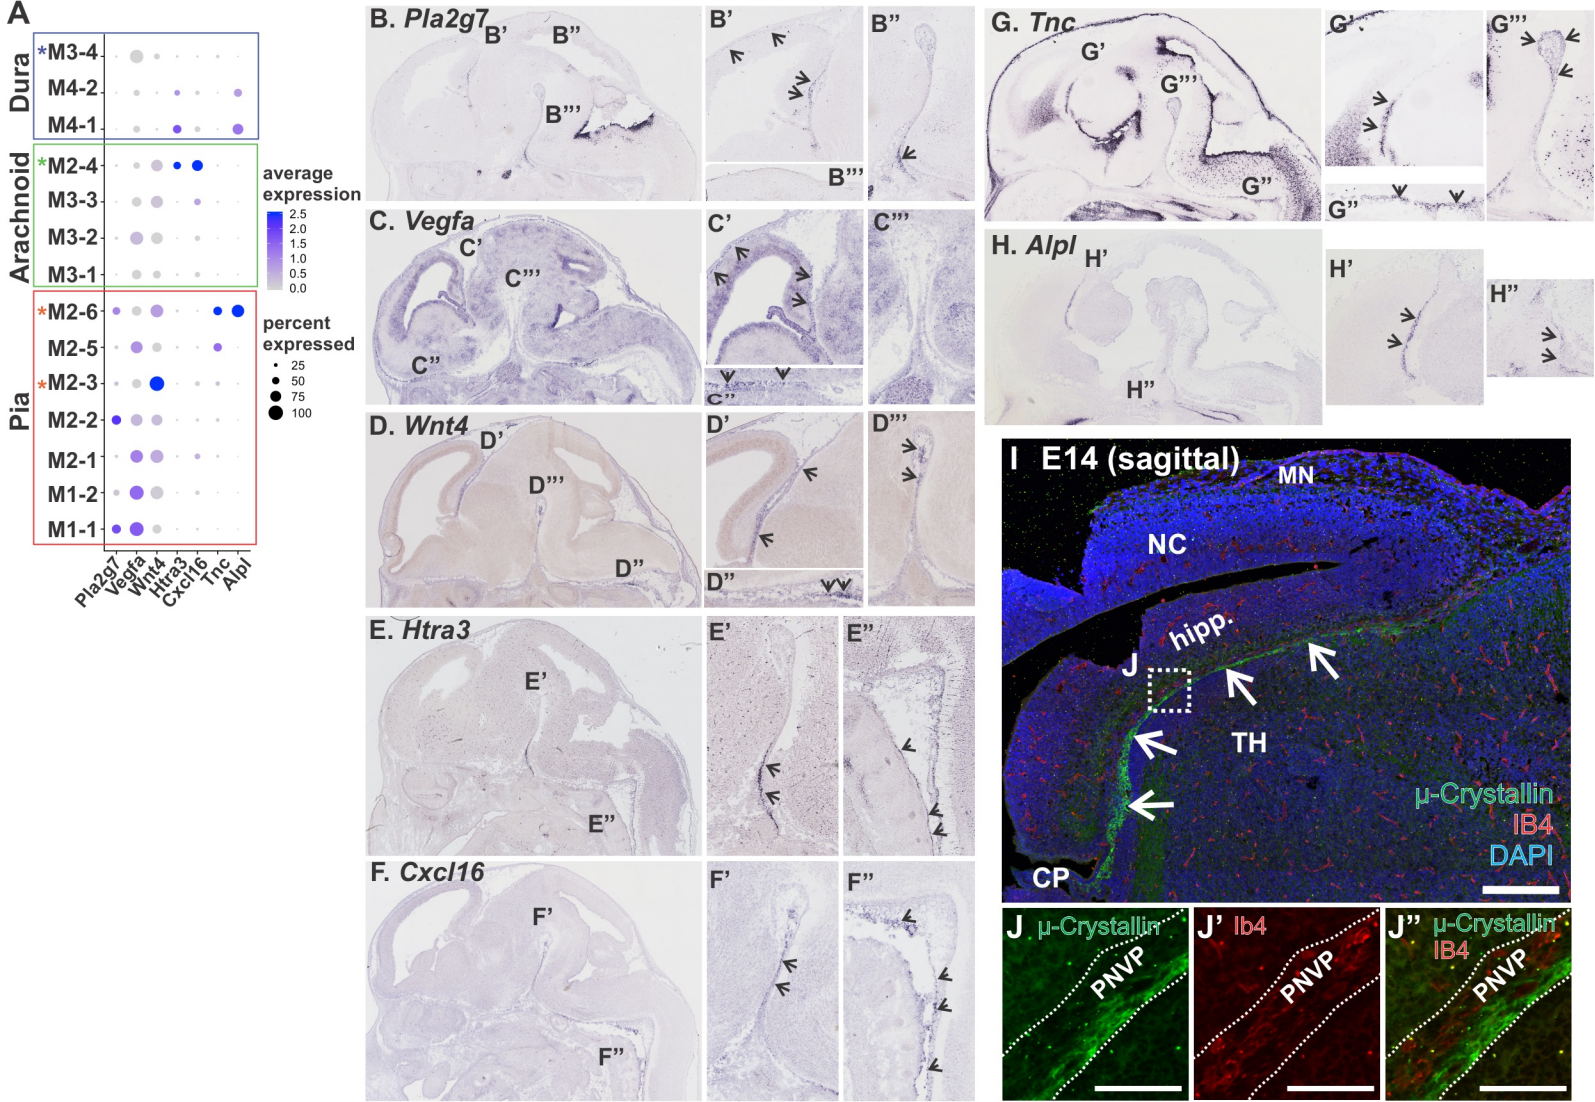 A
Dura
*M3-4
M4-2
M4-1
Arachnoid
*M2-4
M3-3
M3-2
M3-1
Pia
*M2-6
M2-5
*M2-3
M2-2
M2-1
M1-2
M1-1
Pla2g7
Vegfa
Wnt4
Htra3
Cxcl16
Tnc
Alpl
average
expression
2.5
2.0
1.5
1.0
0.5
0.0
percent
expressed
25
50
75
100
B. Pla2g7
B'
B''
B'''
B'
B'''
B''
C. Vegfa
C'
C'''
C''
C'
C''
C'''
D. Wnt4
D'
D'''
D''
D'
D''
D'''
E. Htra3
E'
E''
E'
E''
F. Cxcl16
F'
F''
F'
F''
G. Tnc
G'
G'''
G''
G'
G''
G'''
H. Alpl
H'
H''
H'
H''
I E14 (sagittal)
MN
NC
hipp.
J
TH
CP
µ-Crystallin
IB4
DAPI
J µ-Crystallin
PNVP
J' Ib4
PNVP
J'' µ-Crystallin
IB4
PNVP